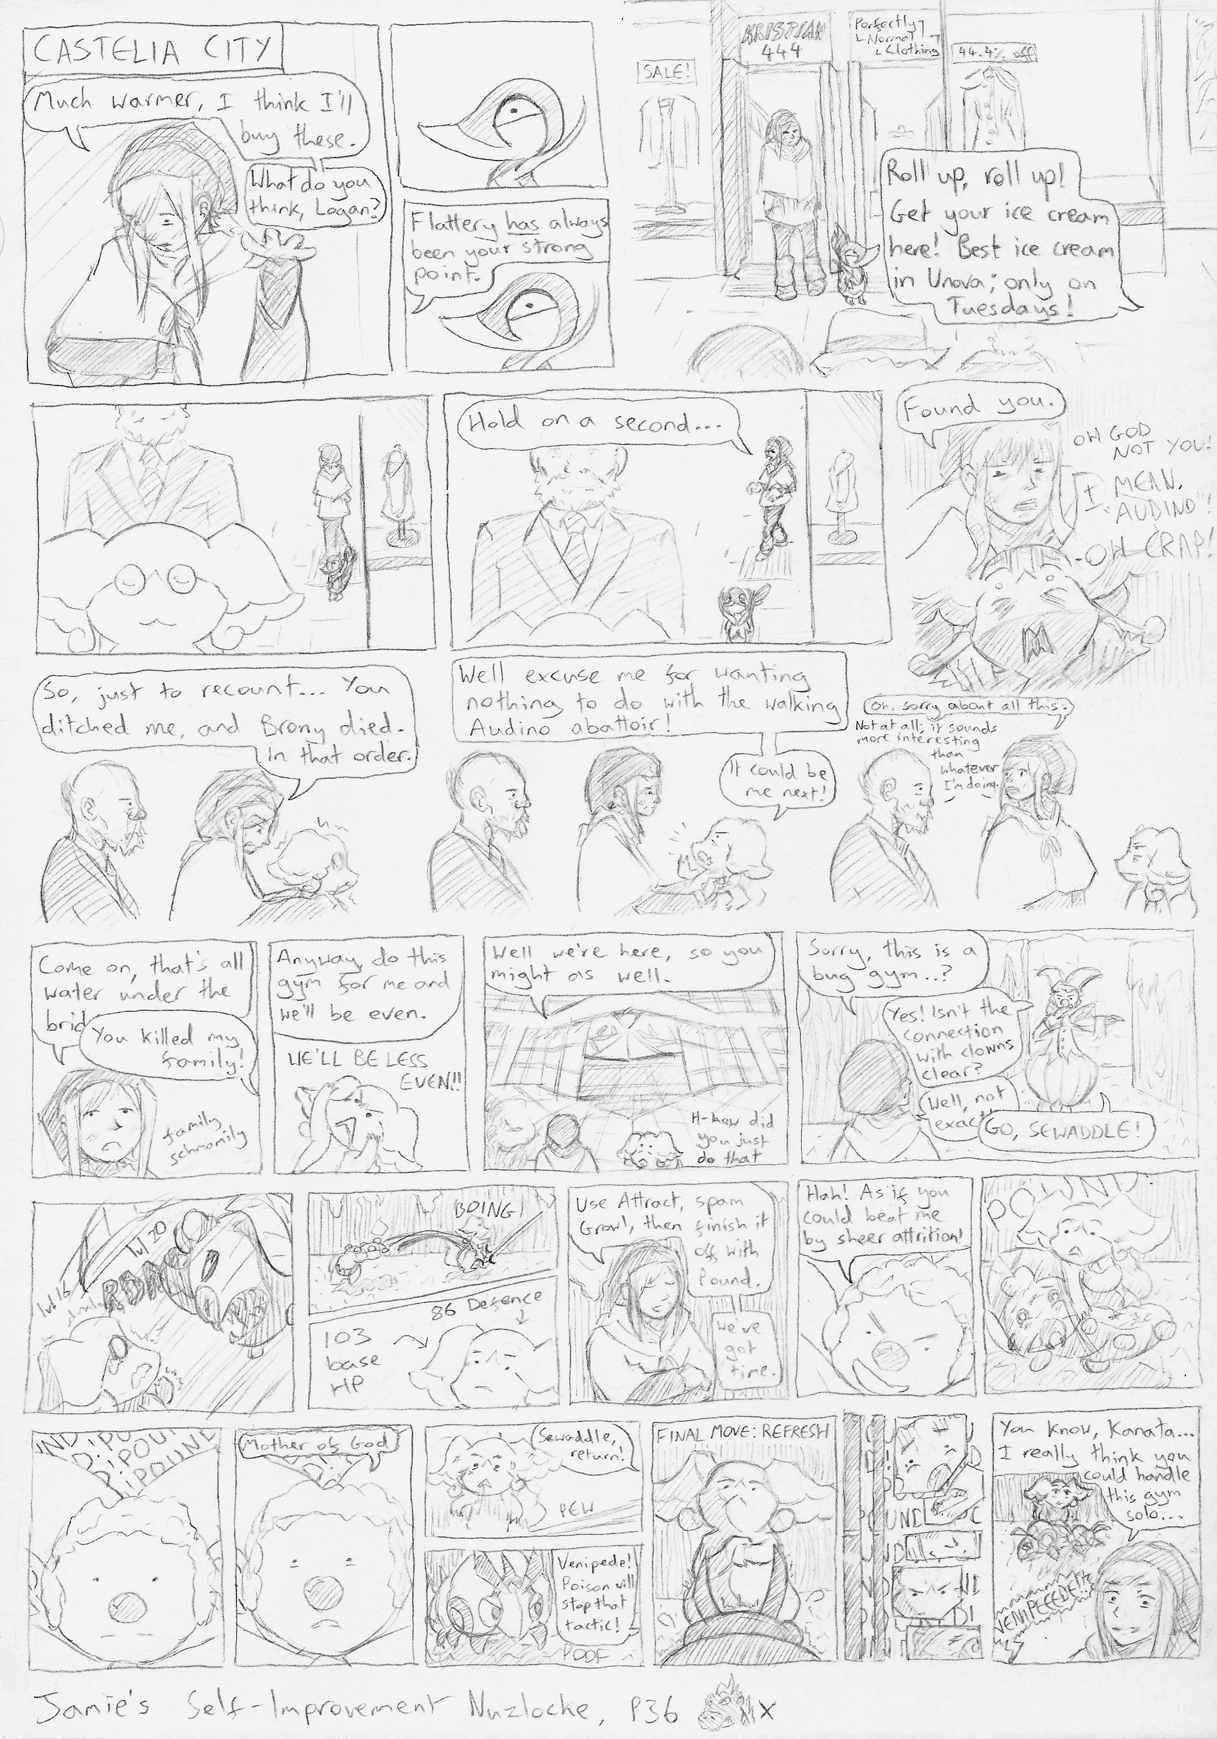 CASTELIA CITY
Much warmer, I think I'll
buy these.
What do you
think, Logan?
Flattery has always
been your strong
point.
KRISTIAN
444
Perfectly
Normal
Clothing
SALE!
44.4% off
Roll up, roll up!
Get your ice cream
here! Best ice cream
in Unova; only on
Tuesdays!
Hold on a second...
Found you.
OH GOD
NOT YOU!
I MEAN,
"AUDINO"!
OH CRAP!
So, just to recount... You
ditched me, and Brony died.
In that order.
Well excuse me for wanting
nothing to do with the walking
Audino abattoir!
It could be
me next!
Oh, sorry about all this.
Not at all; it sounds
more interesting
than
whatever
I'm doing.
Come on, that's all
water under the
brid
You killed my
family!
family
schmamily
Anyway, do this
gym for me and
we'll be even.
WE'LL BE LESS
EVEN!!
Well we're here, so you
might as well.
H-how did
you just
do that
Sorry, this is a
bug gym..?
Yes! Isn't the
connection
with clowns
clear?
Well, not
exac
GO, SEWADDLE!
lvl 16
lvl 20
BOING!
86 Defence
103
base
HP
Use Attract, spam
Growl, then finish it
off with
Pound.
We've
got
time.
Hah! As if you
could beat me
by sheer attrition!
POUND!
Mother of God
Sewaddle,
return!
PEW
Venipede!
Poison will
stop that
tactic!
POOF
FINAL MOVE: REFRESH
You know, Kanata...
I really think you
could handle
this gym
solo...
Jamie's Self-Improvement Nuzlocke, P36 X